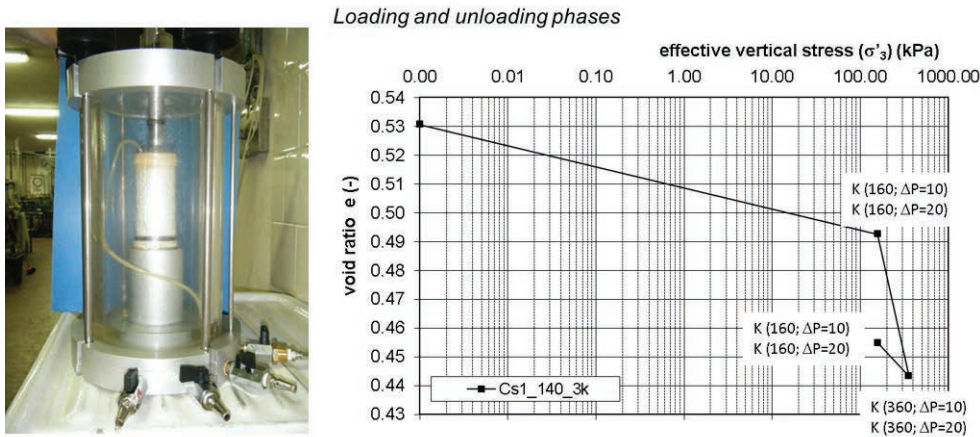 Loading and unloading phases
effective vertical stress (σ'₃) (kPa)
0.00 0.01 0.10 1.00 10.00 100.00 1000.00
0.54
0.53
0.52
0.51
0.50
0.49
0.48
0.47
0.46
0.45
0.44
0.43
void ratio e (-)
K (160; ΔP=10)
K (160; ΔP=20)
K (160; ΔP=10)
K (160; ΔP=20)
Cs1_140_3k
K (360; ΔP=10)
K (360; ΔP=20)